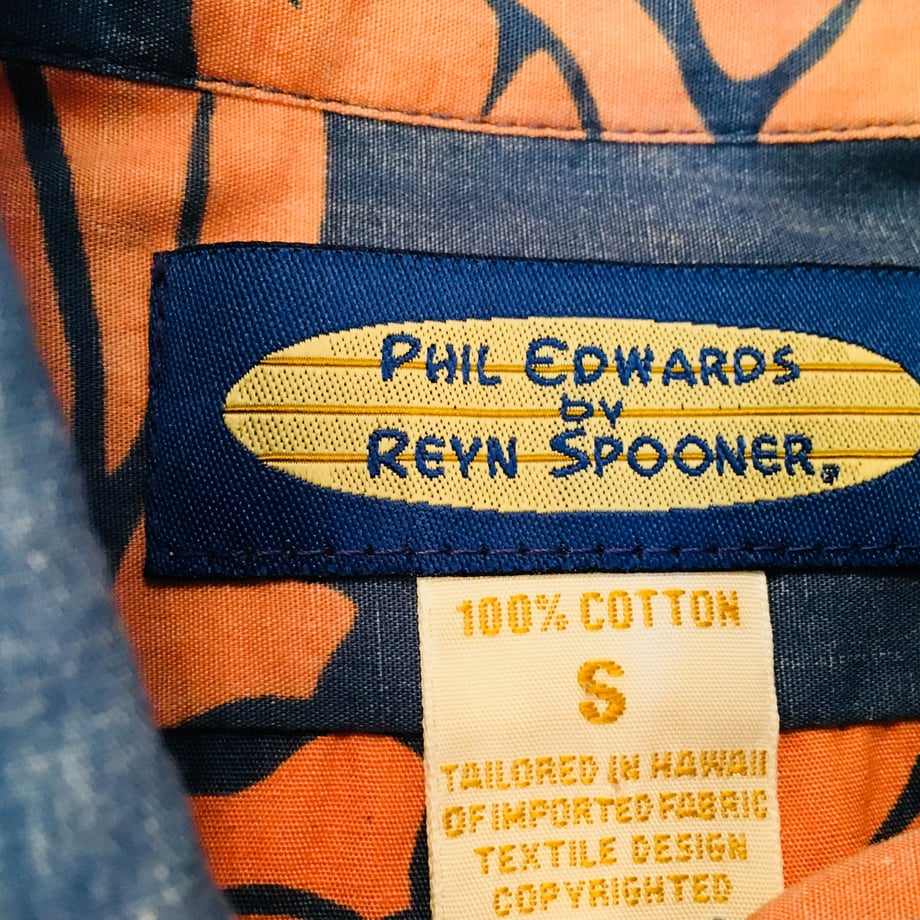 PHIL EDWARDS
BY
REYN SPOONER®
100% COTTON
S
TAILORED IN HAWAII
OF IMPORTED FABRIC
TEXTILE DESIGN
COPYRIGHTED